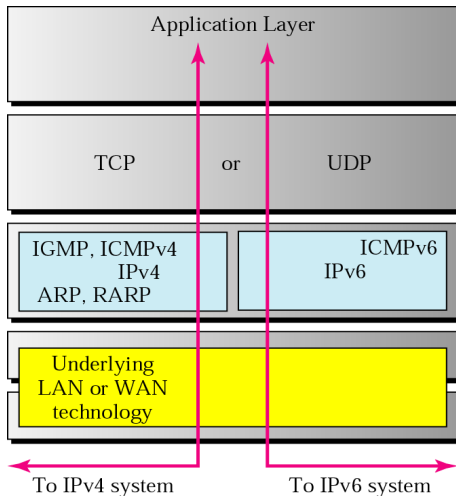 Application Layer
TCP or UDP
IGMP, ICMPv4
IPv4
ARP, RARP
ICMPv6
IPv6
Underlying
LAN or WAN
technology
To IPv4 system
To IPv6 system